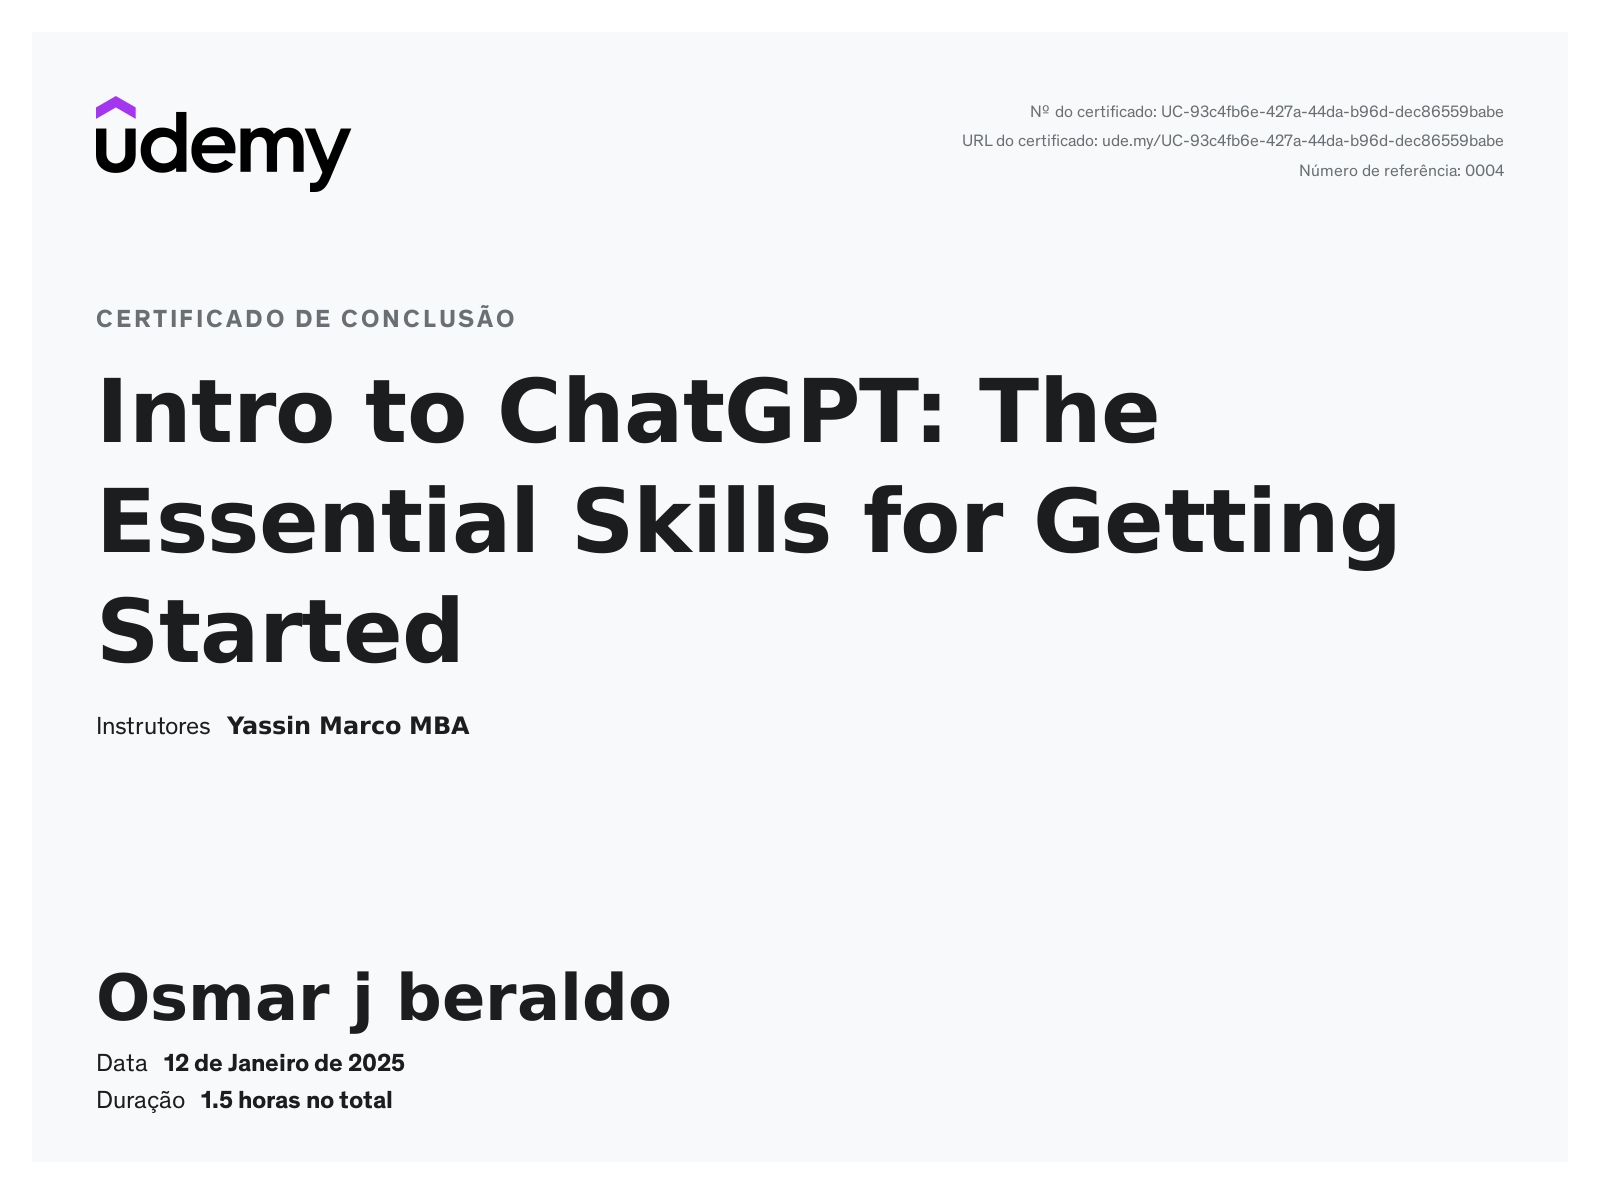 udemy
Nº do certificado: UC-93c4fb6e-427a-44da-b96d-dec86559babe
URL do certificado: ude.my/UC-93c4fb6e-427a-44da-b96d-dec86559babe
Número de referência: 0004
CERTIFICADO DE CONCLUSÃO
Intro to ChatGPT: The
Essential Skills for Getting
Started
Instrutores Yassin Marco MBA
Osmar j beraldo
Data 12 de Janeiro de 2025
Duração 1.5 horas no total